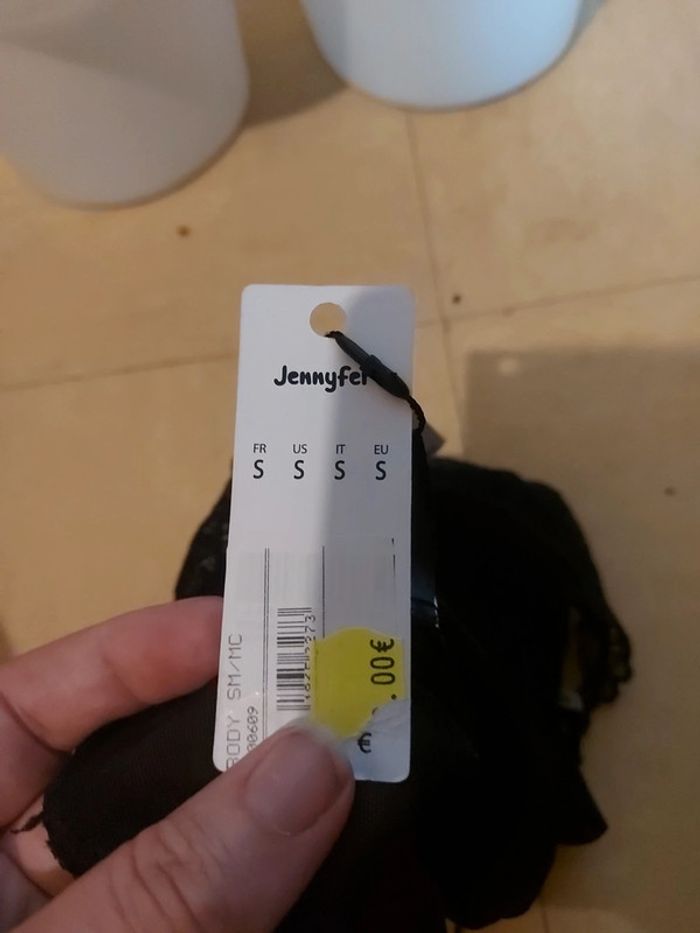 Jennyfer
FR US IT EU
S S S S
BODY SM/MC
.00€
€